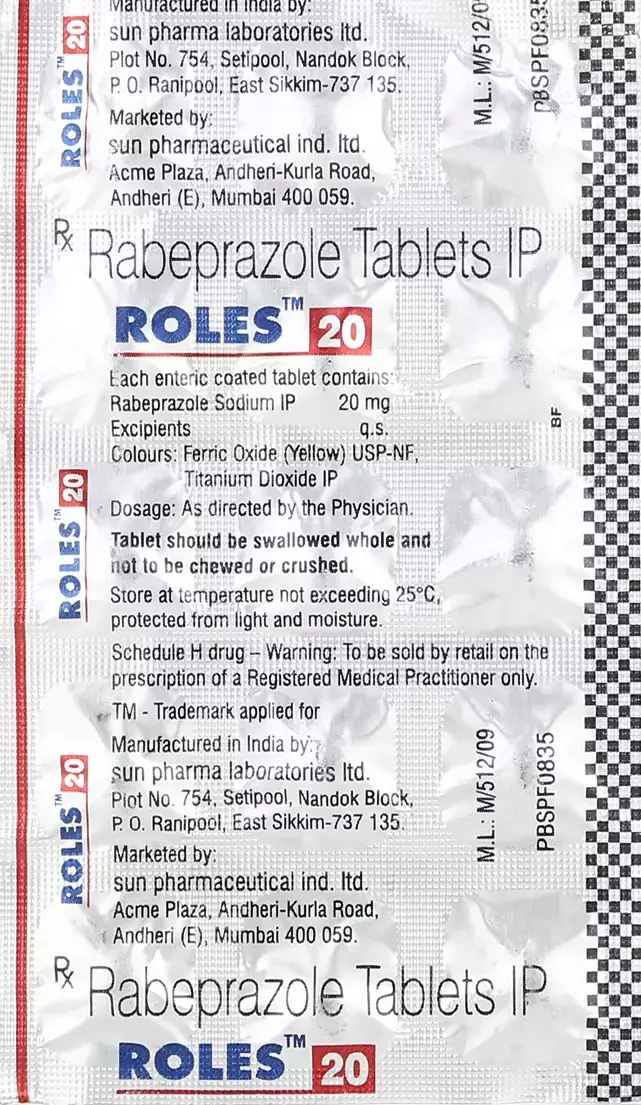 Manufactured in India by:
sun pharma laboratories ltd.
Plot No. 754, Setipool, Nandok Block,
P. O. Ranipool, East Sikkim-737 135.
Marketed by:
sun pharmaceutical ind. ltd.
Acme Plaza, Andheri-Kurla Road,
Andheri (E), Mumbai 400 059.
ROLES™ 20
M.L.: M/512/09
PBSPF0835
Rx Rabeprazole Tablets IP
ROLES™ 20
Each enteric coated tablet contains:
Rabeprazole Sodium IP 20 mg
Excipients q.s.
Colours: Ferric Oxide (Yellow) USP-NF,
Titanium Dioxide IP
Dosage: As directed by the Physician.
Tablet should be swallowed whole and
not to be chewed or crushed.
Store at temperature not exceeding 25°C,
protected from light and moisture.
BF
ROLES™ 20
Schedule H drug – Warning: To be sold by retail on the
prescription of a Registered Medical Practitioner only.
TM - Trademark applied for
Manufactured in India by:
sun pharma laboratories ltd.
Plot No. 754, Setipool, Nandok Block,
P. O. Ranipool, East Sikkim-737 135.
Marketed by:
sun pharmaceutical ind. ltd.
Acme Plaza, Andheri-Kurla Road,
Andheri (E), Mumbai 400 059.
ROLES™ 20
M.L.: M/512/09
PBSPF0835
Rx Rabeprazole Tablets IP
ROLES™ 20